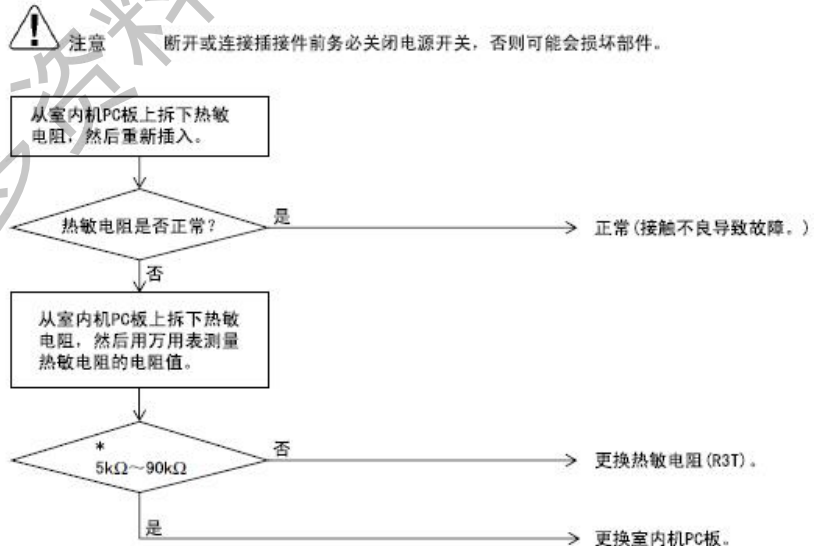 注意 断开或连接插接件前务必关闭电源开关，否则可能会损坏部件。
从室内机PC板上拆下热敏
电阻，然后重新插入。
热敏电阻是否正常？
是
正常(接触不良导致故障。)
否
从室内机PC板上拆下热敏
电阻，然后用万用表测量
热敏电阻的电阻值。
*
5kΩ～90kΩ
否
更换热敏电阻(R3T)。
是
更换室内机PC板。
资料